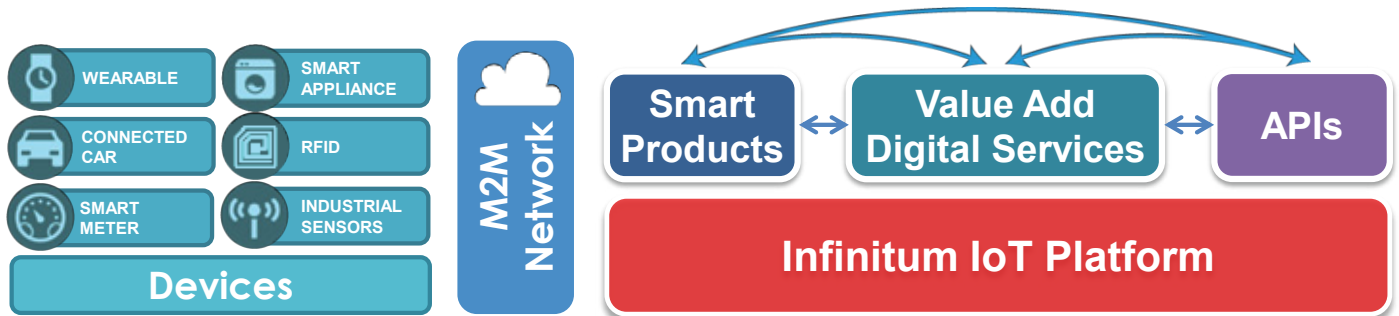 WEARABLE
SMART
APPLIANCE
CONNECTED
CAR
RFID
SMART
METER
INDUSTRIAL
SENSORS
Devices
M2M
Network
Smart
Products
Value Add
Digital Services
APIs
Infinitum IoT Platform